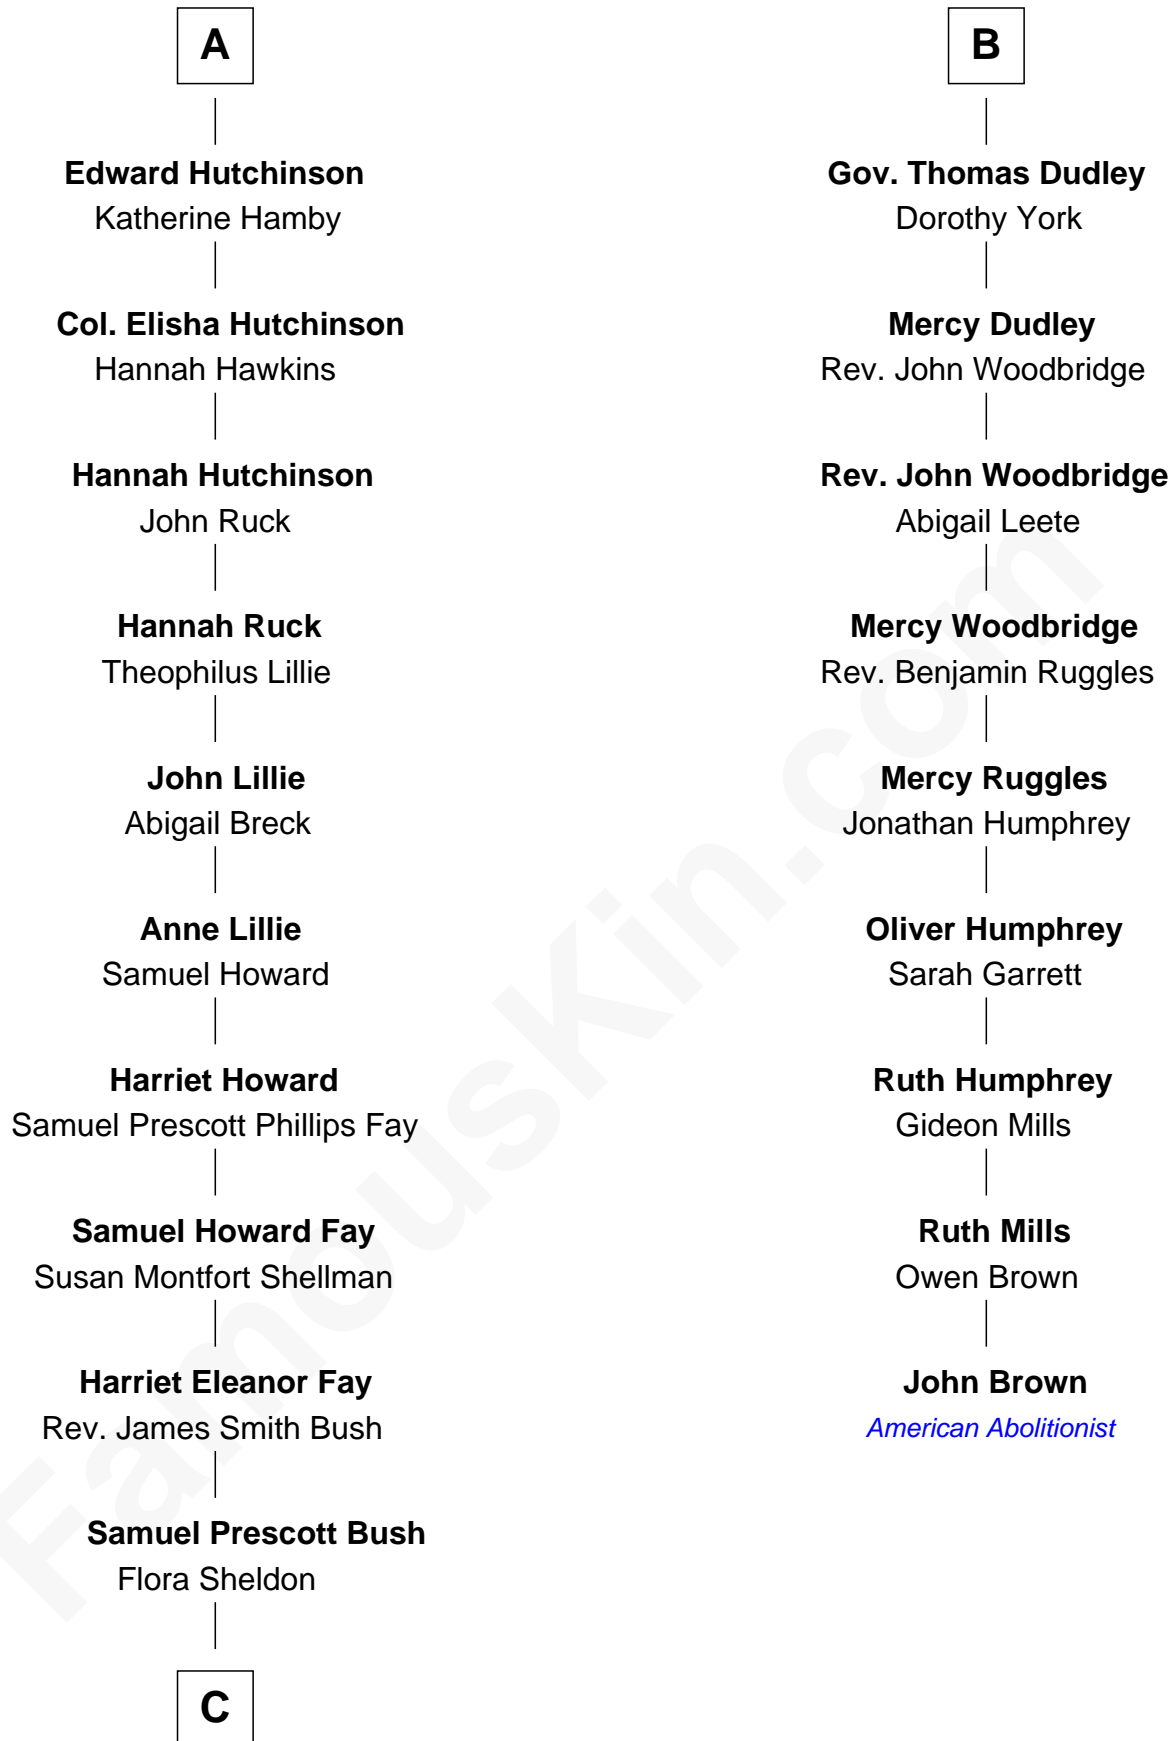 A
Edward Hutchinson
Katherine Hamby
Col. Elisha Hutchinson
Hannah Hawkins
Hannah Hutchinson
John Ruck
Hannah Ruck
Theophilus Lillie
John Lillie
Abigail Breck
Anne Lillie
Samuel Howard
Harriet Howard
Samuel Prescott Phillips Fay
Samuel Howard Fay
Susan Montfort Shellman
Harriet Eleanor Fay
Rev. James Smith Bush
Samuel Prescott Bush
Flora Sheldon
C
B
Gov. Thomas Dudley
Dorothy York
Mercy Dudley
Rev. John Woodbridge
Rev. John Woodbridge
Abigail Leete
Mercy Woodbridge
Rev. Benjamin Ruggles
Mercy Ruggles
Jonathan Humphrey
Oliver Humphrey
Sarah Garrett
Ruth Humphrey
Gideon Mills
Ruth Mills
Owen Brown
John Brown
American Abolitionist
FamousKin.com